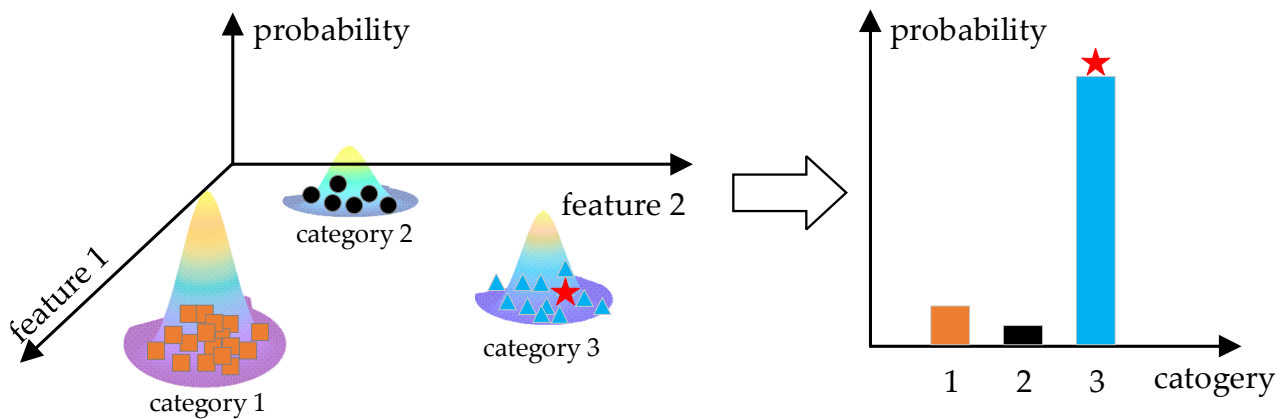 probability
feature 2
feature 1
category 2
category 3
category 1
probability
1 2 3 catogery